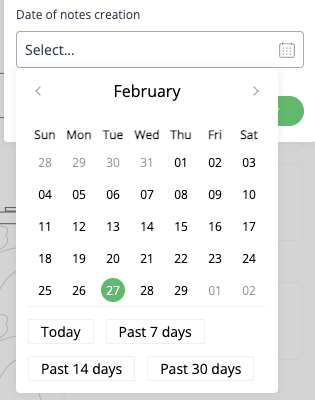 Date of notes creation
Select...
February
Sun Mon Tue Wed Thu Fri Sat
28 29 30 31 01 02 03
04 05 06 07 08 09 10
11 12 13 14 15 16 17
18 19 20 21 22 23 24
25 26 27 28 29 01 02
Today Past 7 days
Past 14 days Past 30 days